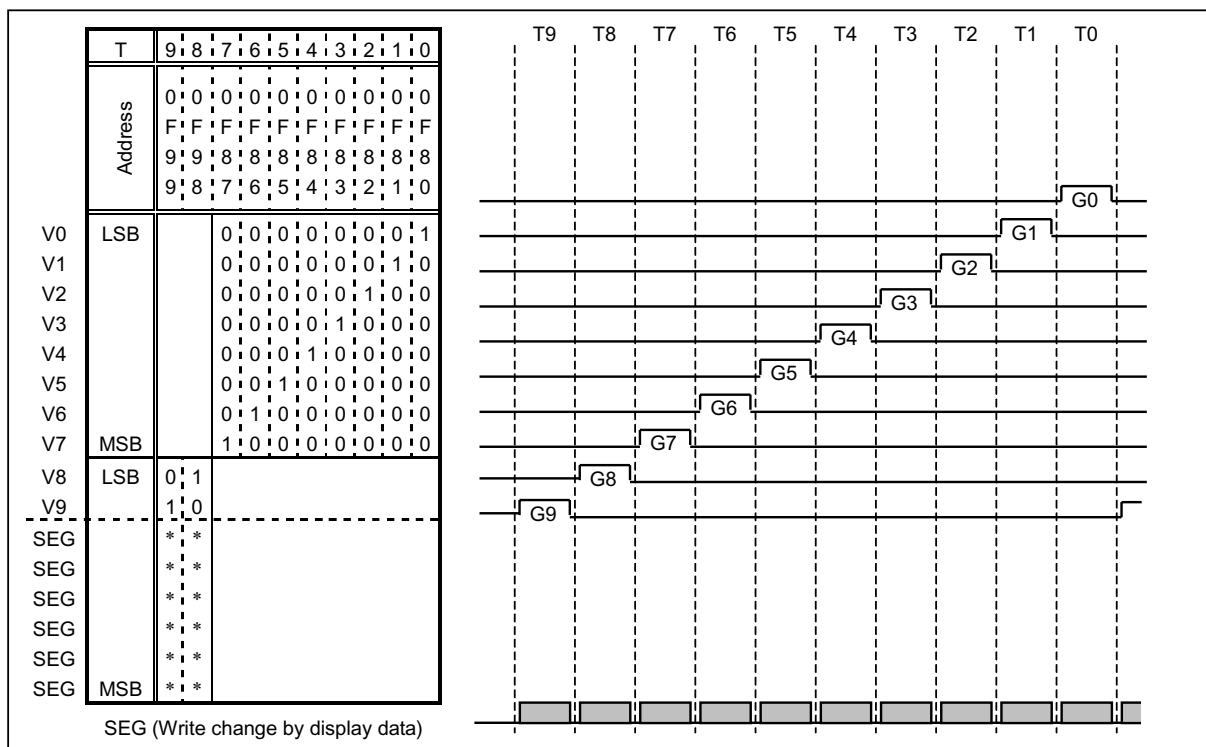 T 9 8 7 6 5 4 3 2 1 0
Address
0 0 0 0 0 0 0 0 0 0
F F F F F F F F F F
9 9 8 8 8 8 8 8 8 8
9 8 7 6 5 4 3 2 1 0
V0 LSB 0 0 0 0 0 0 0 1
V1 0 0 0 0 0 0 1 0
V2 0 0 0 0 0 1 0 0
V3 0 0 0 0 1 0 0 0
V4 0 0 0 1 0 0 0 0
V5 0 0 1 0 0 0 0 0
V6 0 1 0 0 0 0 0 0
V7 MSB 1 0 0 0 0 0 0 0
V8 LSB 0 1
V9 1 0
SEG * *
SEG * *
SEG * *
SEG * *
SEG * *
SEG MSB * *
SEG (Write change by display data)
T9 T8 T7 T6 T5 T4 T3 T2 T1 T0
G0
G1
G2
G3
G4
G5
G6
G7
G8
G9